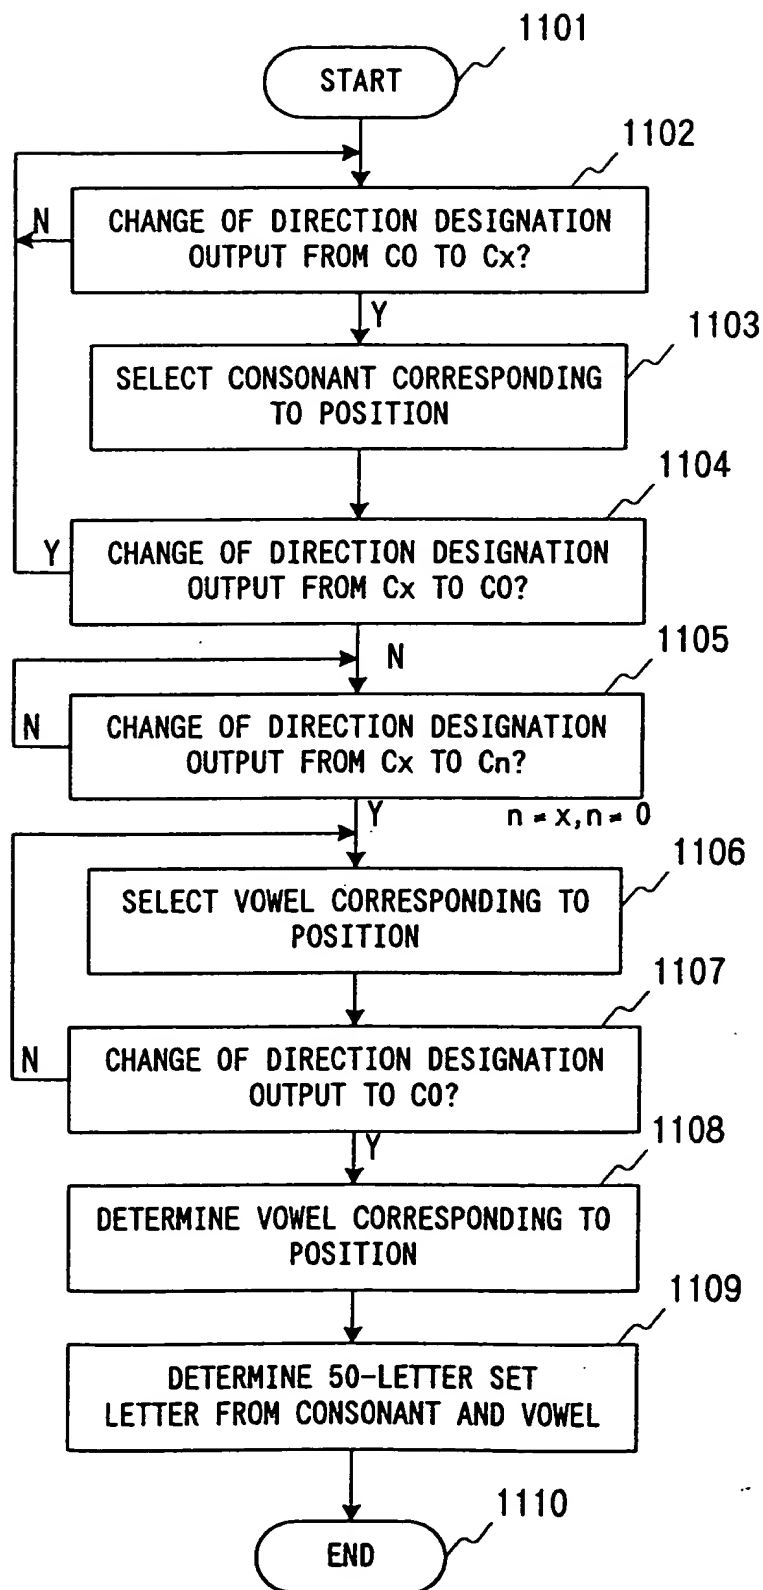 1101
START
1102
CHANGE OF DIRECTION DESIGNATION
OUTPUT FROM C0 TO Cx?
N
Y
1103
SELECT CONSONANT CORRESPONDING
TO POSITION
1104
CHANGE OF DIRECTION DESIGNATION
OUTPUT FROM Cx TO C0?
Y
N
1105
CHANGE OF DIRECTION DESIGNATION
OUTPUT FROM Cx TO Cn?
N
Y
n ≠ x, n ≠ 0
1106
SELECT VOWEL CORRESPONDING TO
POSITION
1107
CHANGE OF DIRECTION DESIGNATION
OUTPUT TO C0?
N
Y
1108
DETERMINE VOWEL CORRESPONDING TO
POSITION
1109
DETERMINE 50-LETTER SET
LETTER FROM CONSONANT AND VOWEL
1110
END